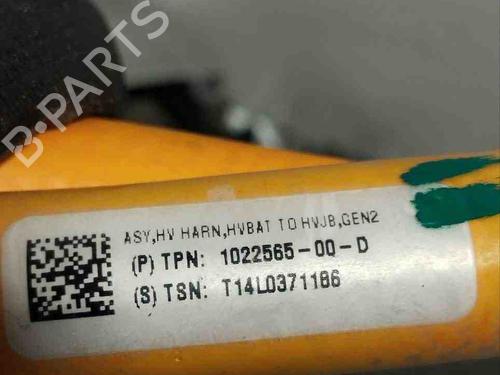 B-PARTS
ASY,HV HARN,HVBAT TO HVJB,GEN2
(P) TPN: 1022565-00-D
(S) TSN: T14L0371186